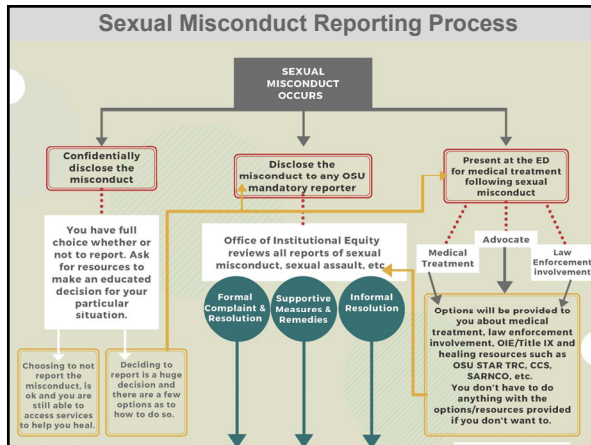 Sexual Misconduct Reporting Process
SEXUAL
MISCONDUCT
OCCURS
Confidentially
disclose the
misconduct
Disclose the
misconduct to any OSU
mandatory reporter
Present at the ED
for medical treatment
following sexual
misconduct
You have full
choice whether or
not to report. Ask
for resources to
make an educated
decision for your
particular
situation.
Office of Institutional Equity
reviews all reports of sexual
misconduct, sexual assault, etc.
Medical
Treatment
Advocate
Law
Enforcement
involvement
Formal
Complaint &
Resolution
Supportive
Measures &
Remedies
Informal
Resolution
Choosing to not
report the
misconduct, is
ok and you are
still able to
access services
to help you heal.
Deciding to
report is a huge
decision and
there are a few
options as to
how to do so.
Options will be provided to
you about medical
treatment, law enforcement
involvement, OIE/Title IX and
healing resources such as
OSU STAR TRC, CCS,
SARNCO, etc.
You don't have to do
anything with the
options/resources provided
if you don't want to.